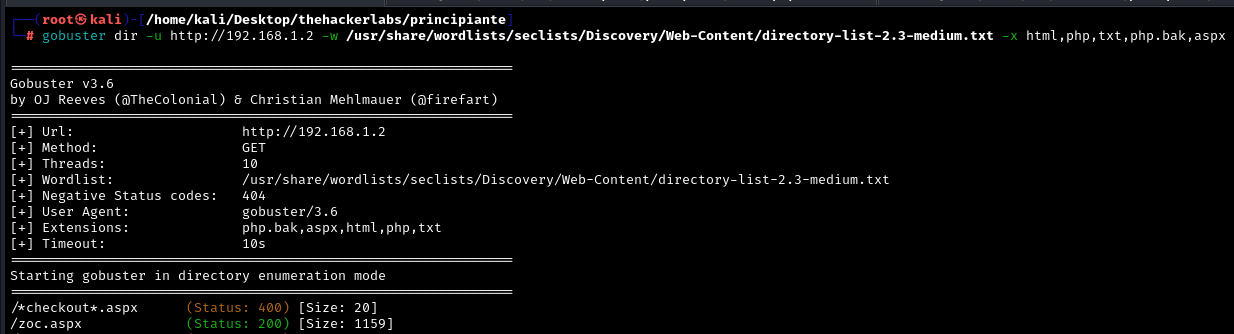 (root㉿kali)-[/home/kali/Desktop/thehackerlabs/principiante]
# gobuster dir -u http://192.168.1.2 -w /usr/share/wordlists/seclists/Discovery/Web-Content/directory-list-2.3-medium.txt -x html,php,txt,php.bak,aspx
===============================================================
Gobuster v3.6
by OJ Reeves (@TheColonial) & Christian Mehlmauer (@firefart)
===============================================================
[+] Url:                     http://192.168.1.2
[+] Method:                  GET
[+] Threads:                 10
[+] Wordlist:                /usr/share/wordlists/seclists/Discovery/Web-Content/directory-list-2.3-medium.txt
[+] Negative Status codes:   404
[+] User Agent:              gobuster/3.6
[+] Extensions:              php.bak,aspx,html,php,txt
[+] Timeout:                 10s
===============================================================
Starting gobuster in directory enumeration mode
===============================================================
/*checkout*.aspx      (Status: 400) [Size: 20]
/zoc.aspx             (Status: 200) [Size: 1159]